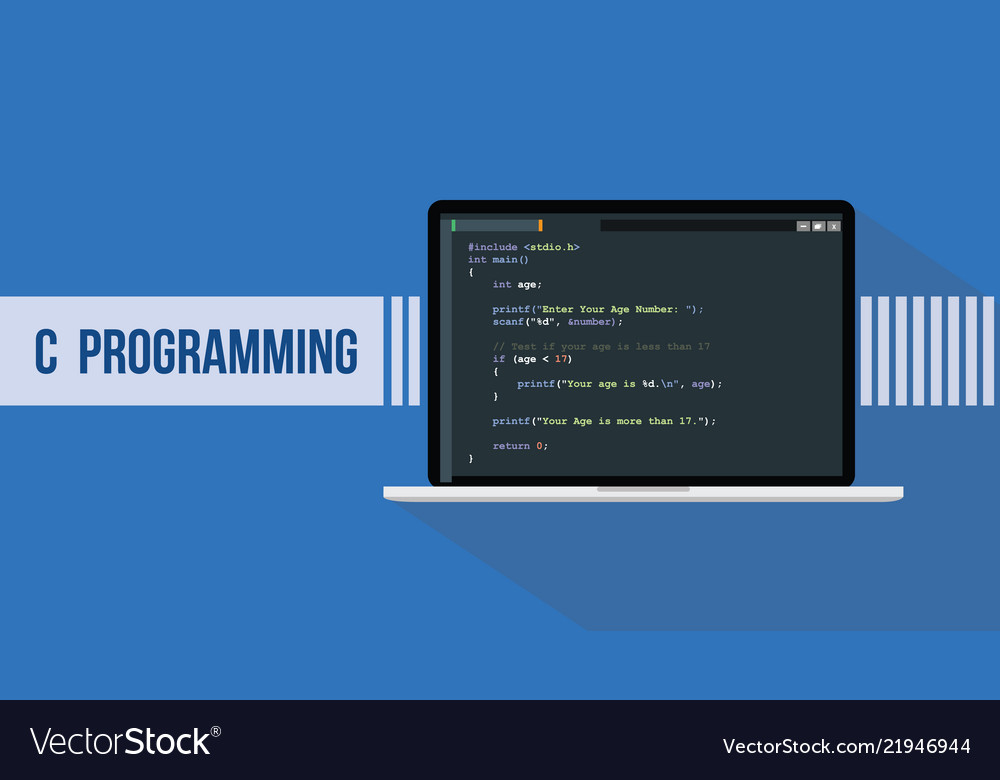 C PROGRAMMING
#include <stdio.h>
int main()
{
    int age;
    printf("Enter Your Age Number: ");
    scanf("%d", &number);
    // Test if your age is less than 17
    if (age < 17)
    {
        printf("Your age is %d.\n", age);
    }
    printf("Your Age is more than 17.");
    return 0;
}
VectorStock®
VectorStock.com/21946944